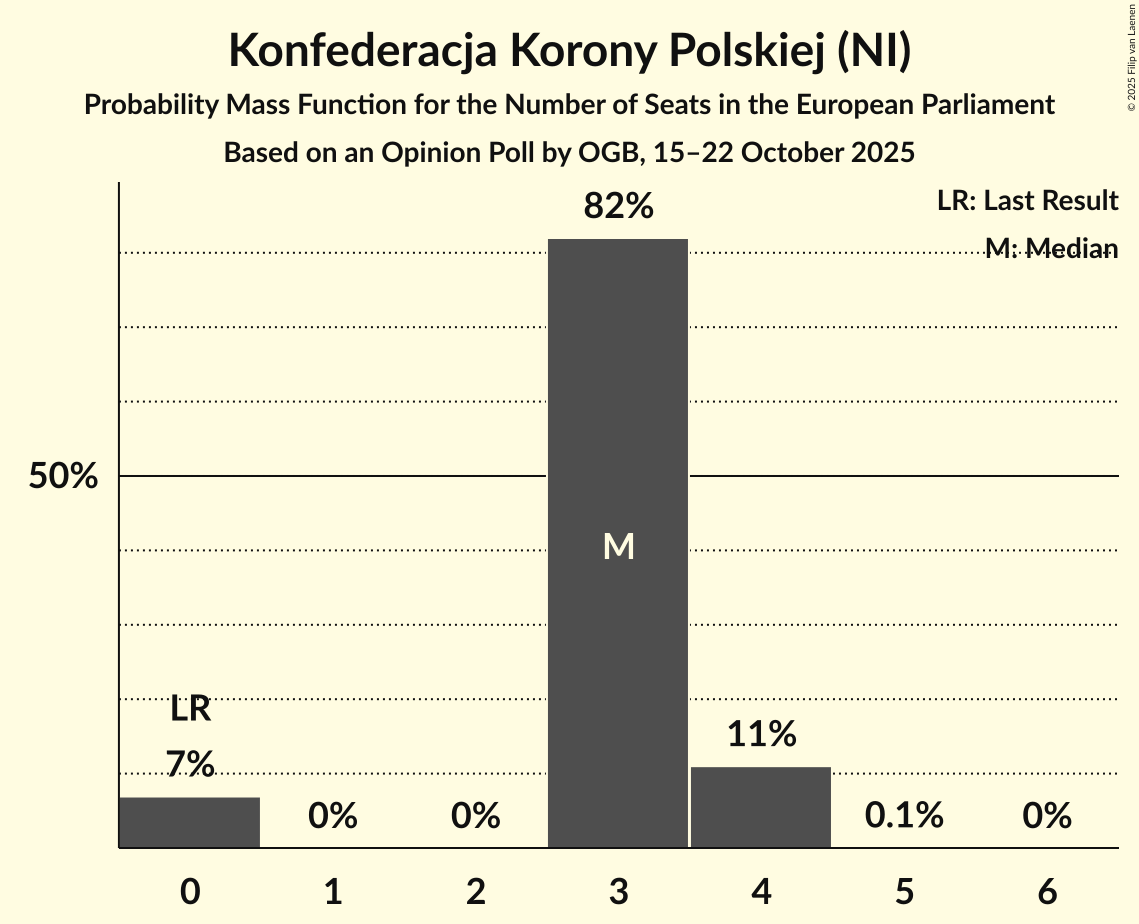 Konfederacja Korony Polskiej (NI)
Probability Mass Function for the Number of Seats in the European Parliament
Based on an Opinion Poll by OGB, 15–22 October 2025
© 2025 Filip van Laenen
LR: Last Result
M: Median
82%
50%
M
LR
7%
0%
0%
11%
0.1%
0%
0 1 2 3 4 5 6